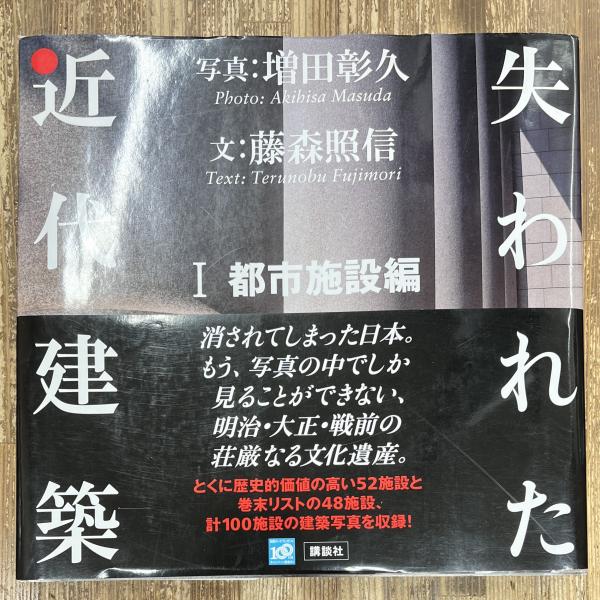 失われた
近代建築
写真:増田彰久
Photo: Akihisa Masuda
文:藤森照信
Text: Terunobu Fujimori
I 都市施設編
消されてしまった日本。
もう、写真の中でしか
見ることができない、
明治・大正・戦前の
荘厳なる文化遺産。
とくに歴史的価値の高い52施設と
巻末リストの48施設、
計100施設の建築写真を収録!
100
講談社